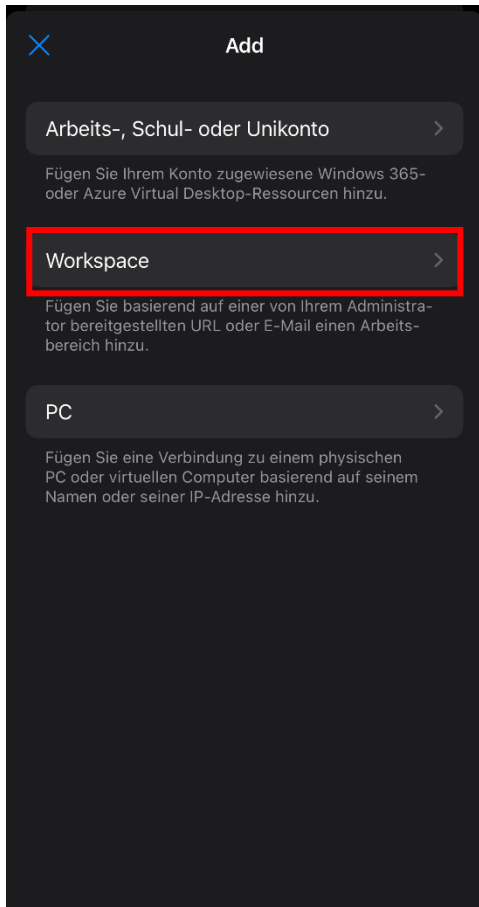 Add
Arbeits-, Schul- oder Unikonto
Fügen Sie Ihrem Konto zugewiesene Windows 365-
oder Azure Virtual Desktop-Ressourcen hinzu.
Workspace
Fügen Sie basierend auf einer von Ihrem Administra-
tor bereitgestellten URL oder E-Mail einen Arbeits-
bereich hinzu.
PC
Fügen Sie eine Verbindung zu einem physischen
PC oder virtuellen Computer basierend auf seinem
Namen oder seiner IP-Adresse hinzu.